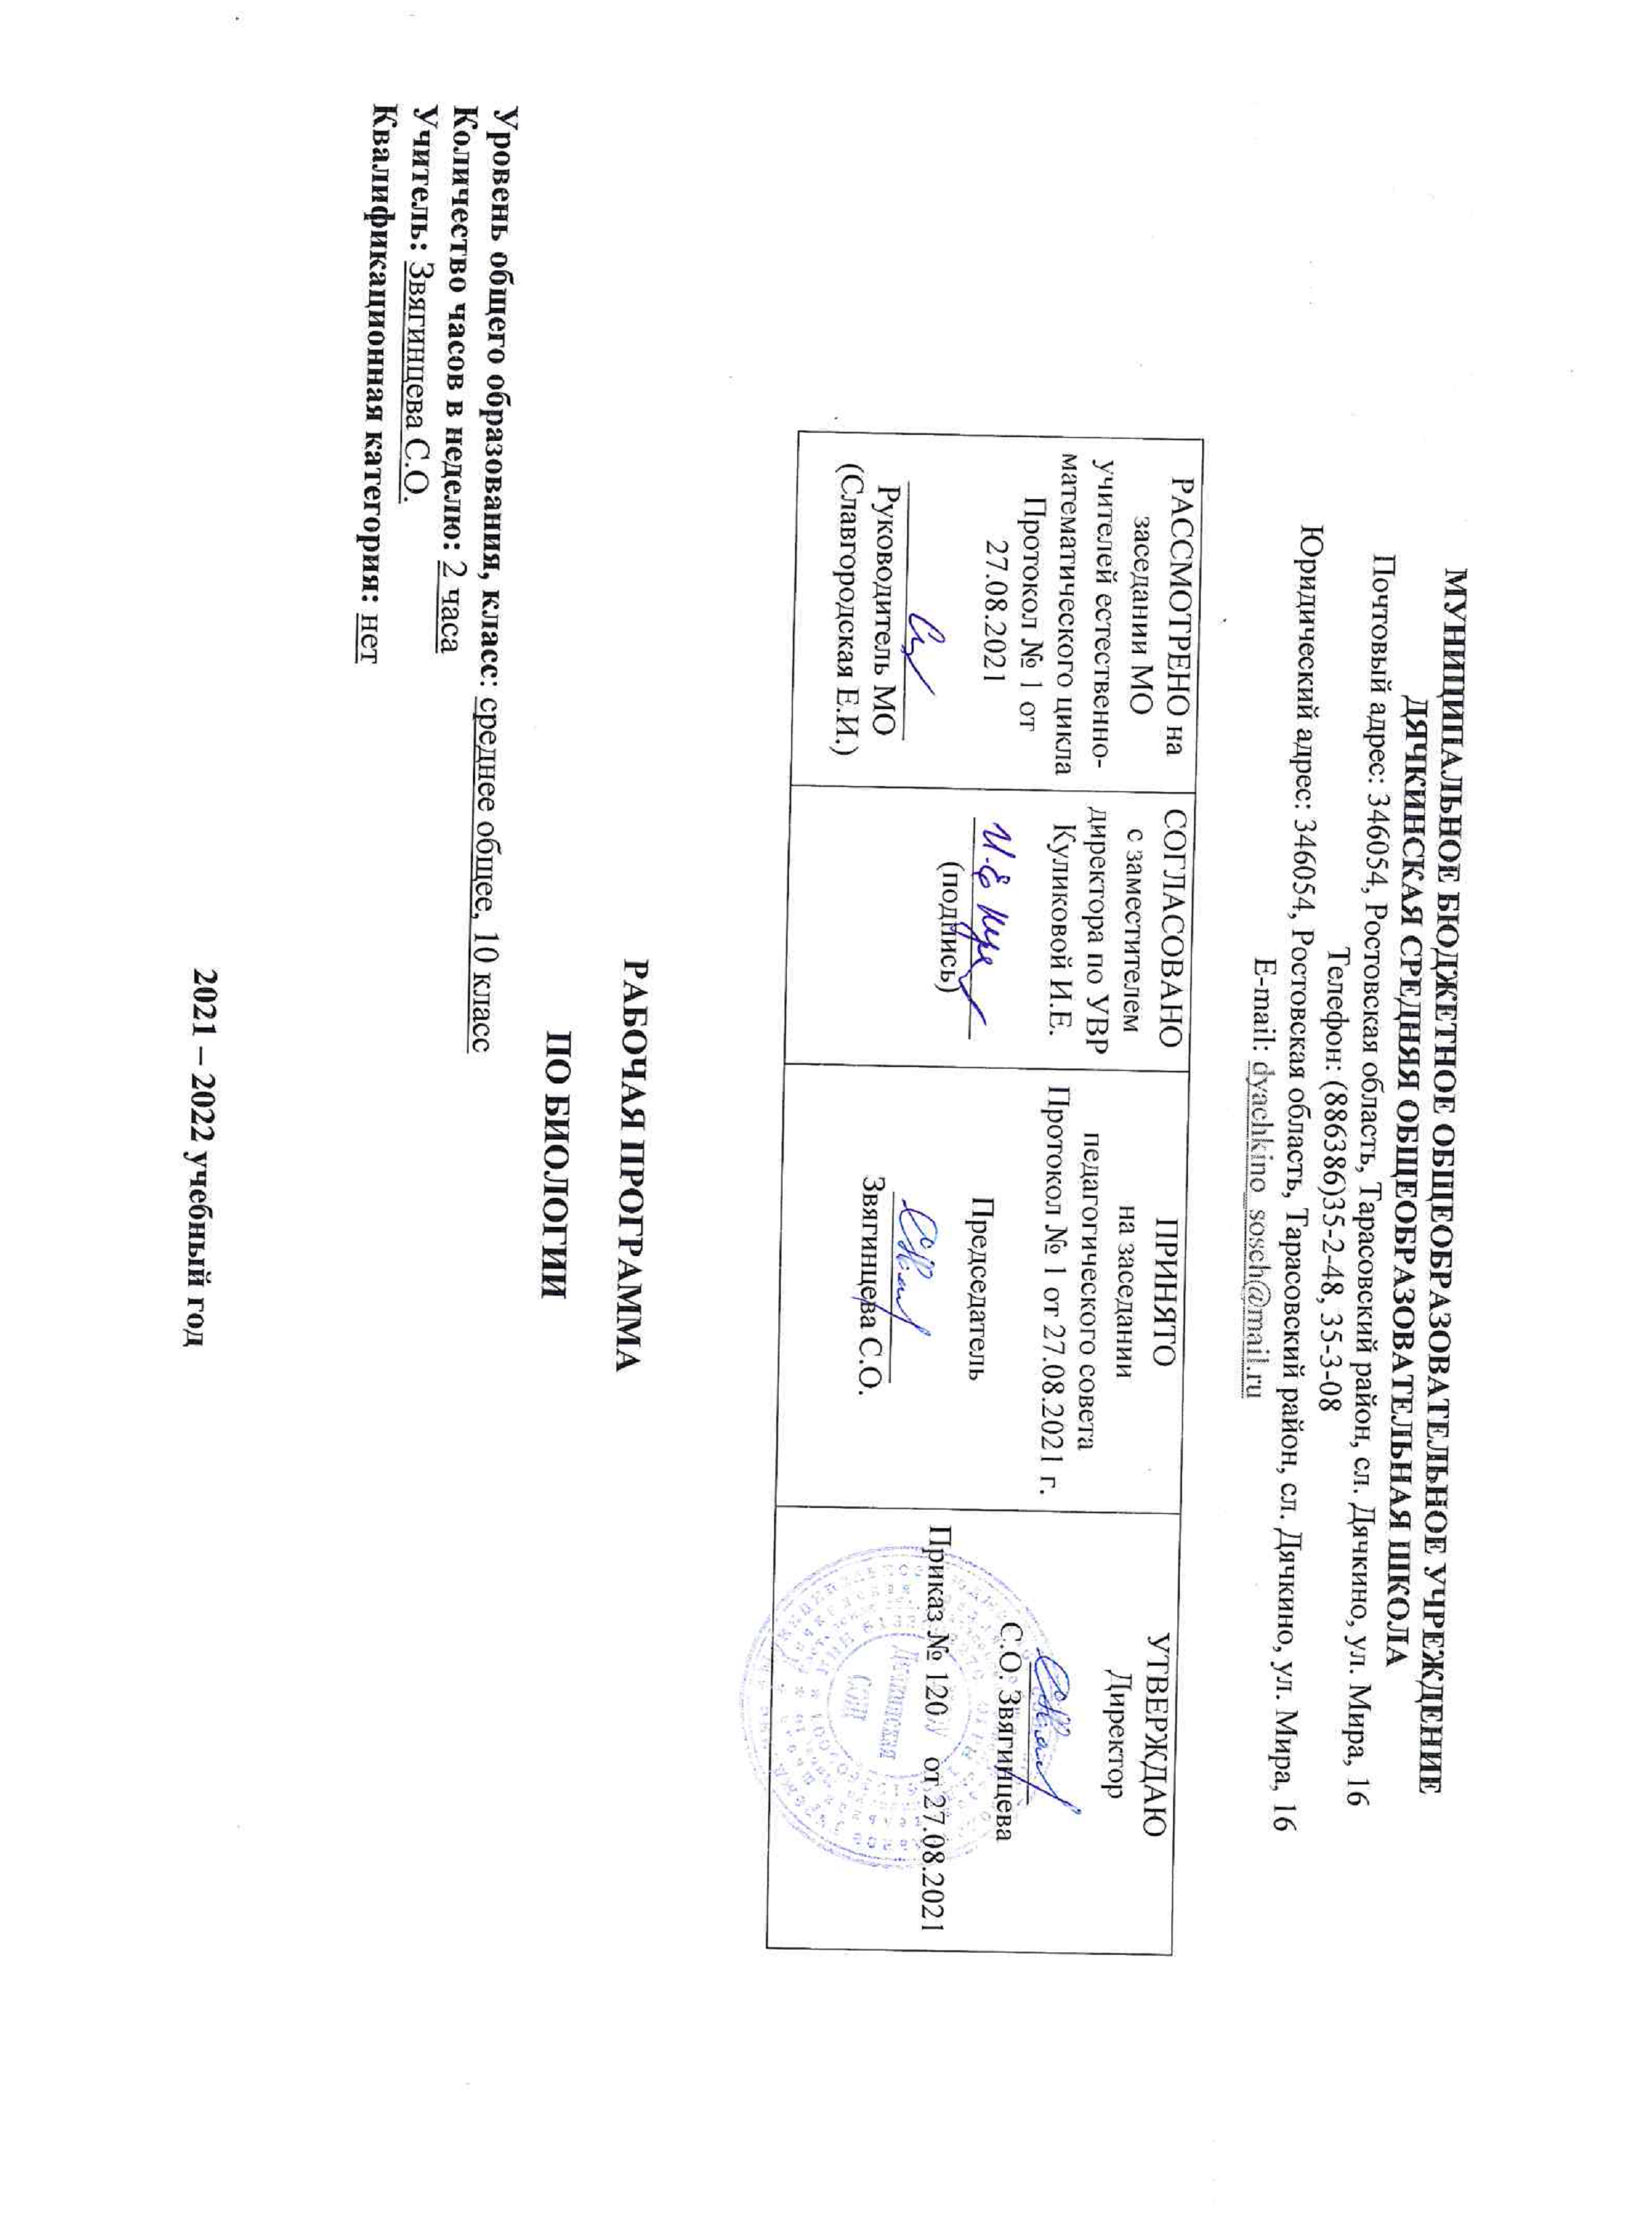 МУНИЦИПАЛЬНОЕ БЮДЖЕТНОЕ ОБЩЕОБРАЗОВАТЕЛЬНОЕ УЧРЕЖДЕНИЕ
ДЯЧКИНСКАЯ СРЕДНЯЯ ОБЩЕОБРАЗОВАТЕЛЬНАЯ ШКОЛА
Почтовый адрес: 346054, Ростовская область, Тарасовский район, сл. Дячкино, ул. Мира, 16
Телефон: (886386)35-2-48, 35-3-08
Юридический адрес: 346054, Ростовская область, Тарасовский район, сл. Дячкино, ул. Мира, 16
E-mail: dyachkino_sosch@mail.ru
РАССМОТРЕНО на
заседании МО
учителей естественно-
математического цикла
Протокол № 1 от
27.08.2021
Руководитель МО
(Славгородская Е.И.)
СОГЛАСОВАНО
с заместителем
директора по УВР
Куликовой И.Е.
(подпись)
ПРИНЯТО
на заседании
педагогического совета
Протокол № 1 от 27.08.2021 г.
Председатель
Звягинцева С.О.
УТВЕРЖДАЮ
Директор
С.О. Звягинцева
Приказ № 120 от 27.08.2021
РАБОЧАЯ ПРОГРАММА
ПО БИОЛОГИИ
Уровень общего образования, класс: среднее общее, 10 класс
Количество часов в неделю: 2 часа
Учитель: Звягинцева С.О.
Квалификационная категория: нет
2021 – 2022 учебный год